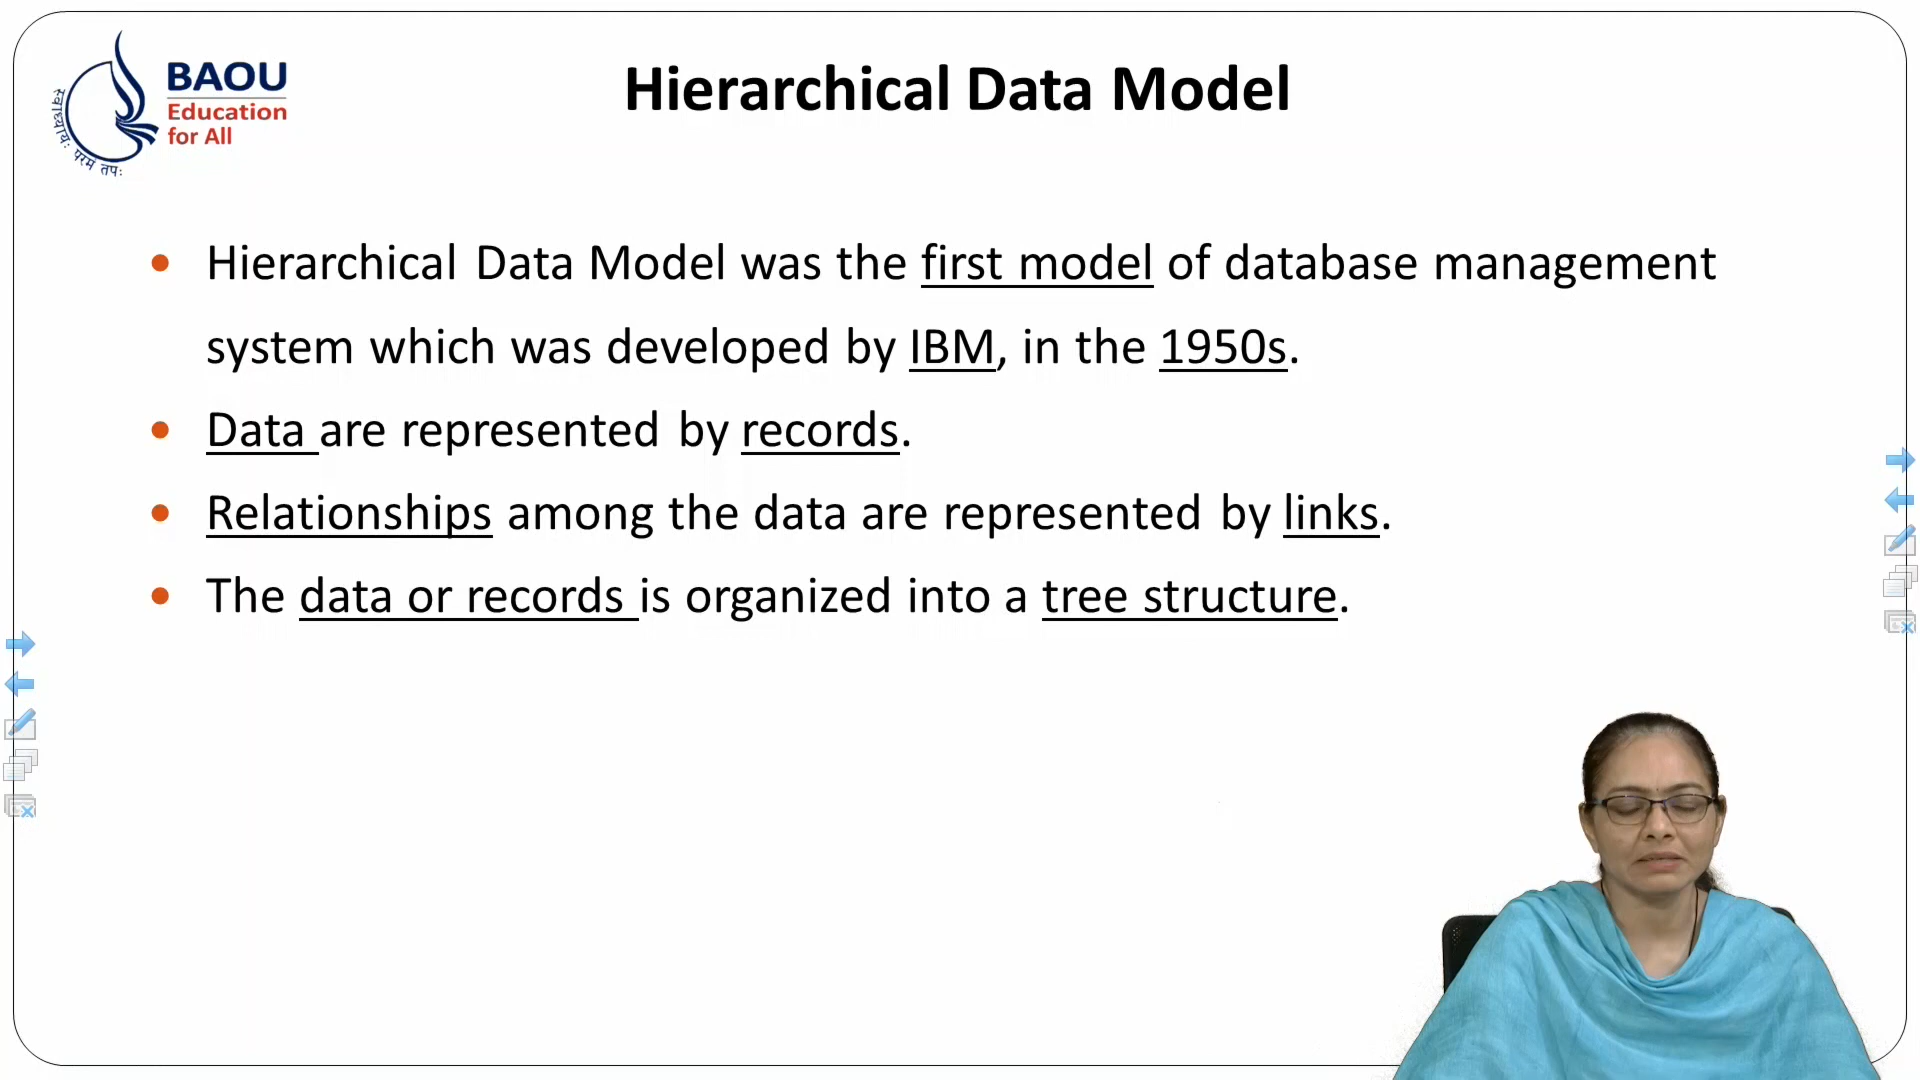 BAOU
Education
for All
स्वाध्यायः परमं तपः
Hierarchical Data Model
• Hierarchical Data Model was the first model of database management
system which was developed by IBM, in the 1950s.
• Data are represented by records.
• Relationships among the data are represented by links.
• The data or records is organized into a tree structure.